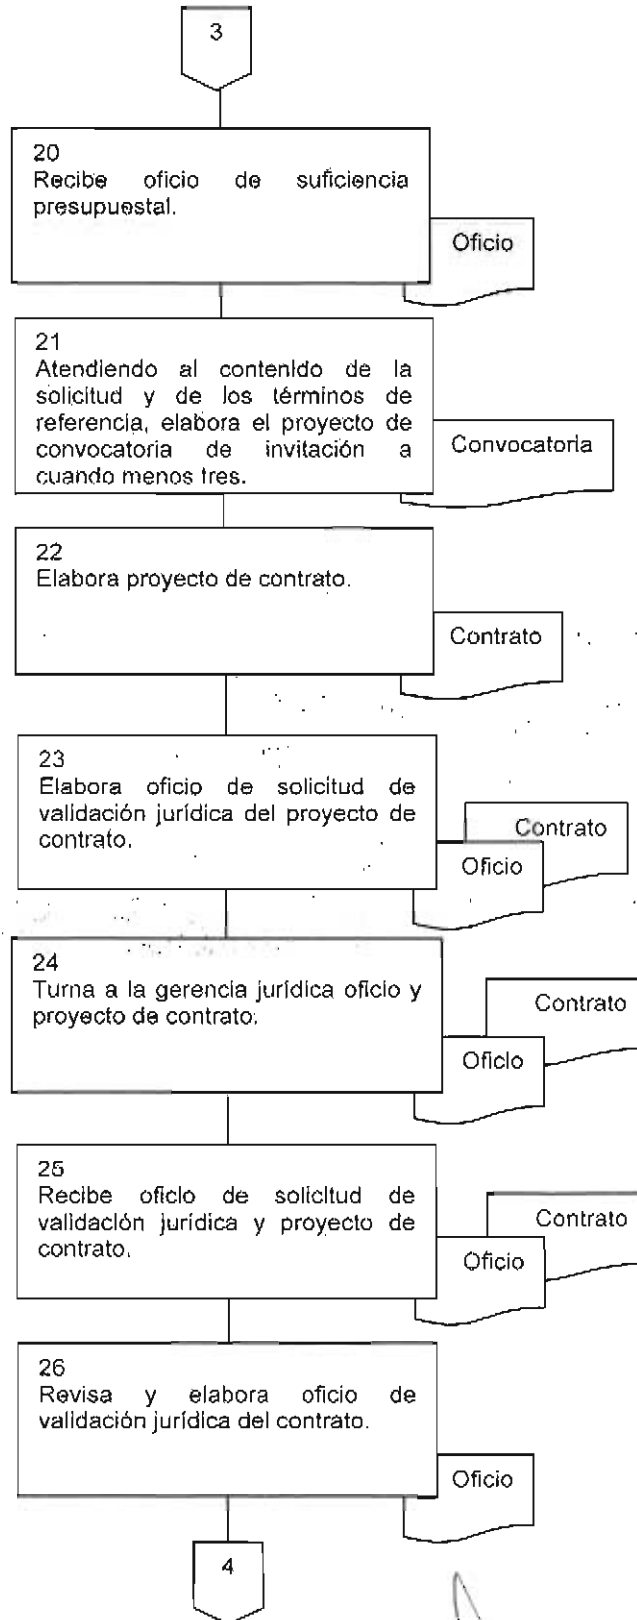 3
20
Recibe oficio de suficiencia
presupuestal.
Oficio
21
Atendiendo al contenido de la
solicitud y de los términos de
referencia, elabora el proyecto de
convocatoria de invitación a
cuando menos tres.
Convocatoria
22
Elabora proyecto de contrato.
Contrato
23
Elabora oficio de solicitud de
validación jurídica del proyecto de
contrato.
Contrato
Oficio
24
Turna a la gerencia jurídica oficio y
proyecto de contrato.
Contrato
Oficio
25
Recibe oficio de solicitud de
validación jurídica y proyecto de
contrato.
Contrato
Oficio
26
Revisa y elabora oficio de
validación jurídica del contrato.
Oficio
4